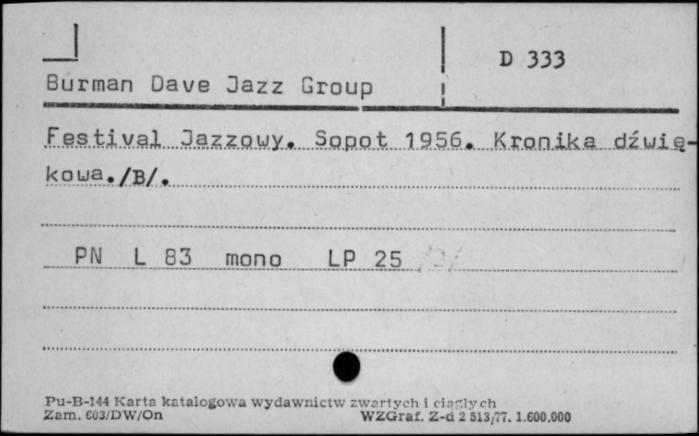 D 333
Burman Dave Jazz Group
Festival Jazzowy. Sopot 1956. Kronika dźwię-
kowa./B/.
PN L 83 mono LP 25
Pu-B-144 Karta katalogowa wydawnictw zwartych i ciągłych
Zam. 603/DW/On WZGraf. Z-d 2 513/77. 1.600.000